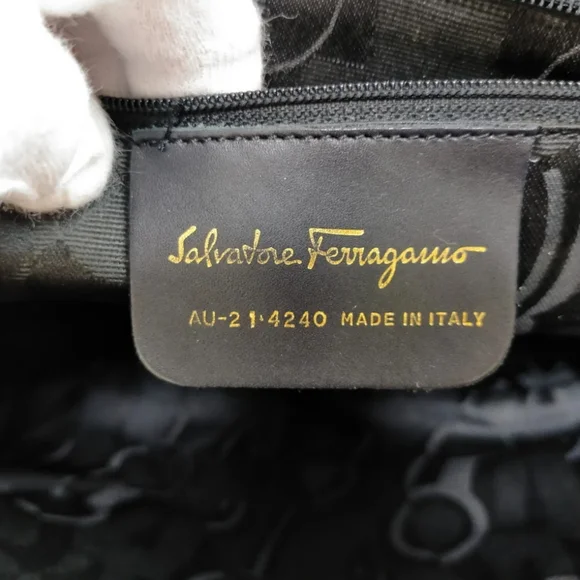 Salvatore Ferragamo
AU-21·4240 MADE IN ITALY